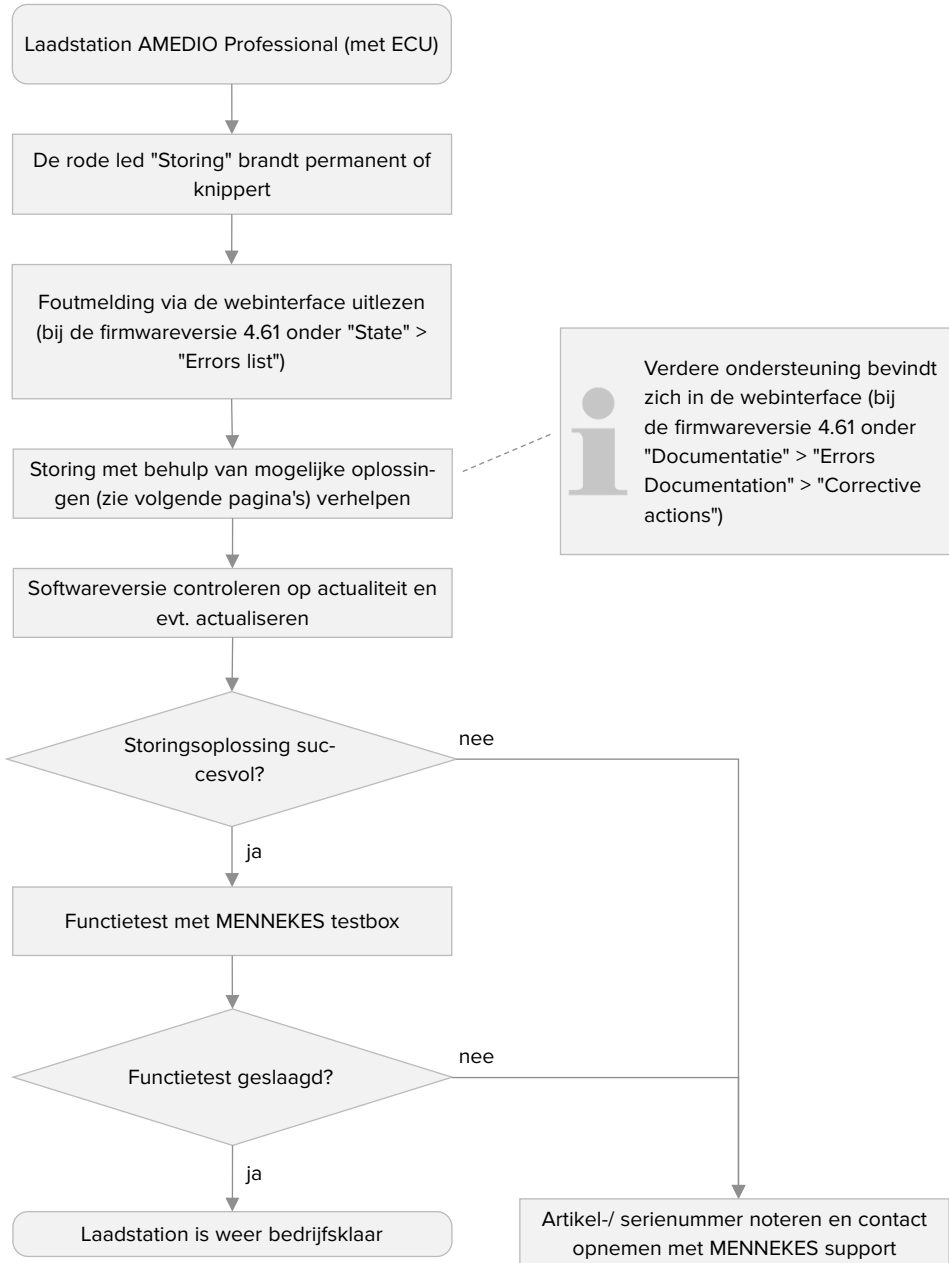 Laadstation AMEDIO Professional (met ECU)
De rode led "Storing" brandt permanent of
knippert
Foutmelding via de webinterface uitlezen
(bij de firmwareversie 4.61 onder "State" >
"Errors list")
Verdere ondersteuning bevindt
zich in de webinterface (bij
de firmwareversie 4.61 onder
"Documentatie" > "Errors
Documentation" > "Corrective
actions")
Storing met behulp van mogelijke oplossin-
gen (zie volgende pagina's) verhelpen
Softwareversie controleren op actualiteit en
evt. actualiseren
Storingsoplossing suc-
cesvol?
nee
ja
Functietest met MENNEKES testbox
Functietest geslaagd?
nee
ja
Laadstation is weer bedrijfsklaar
Artikel-/ serienummer noteren en contact
opnemen met MENNEKES support